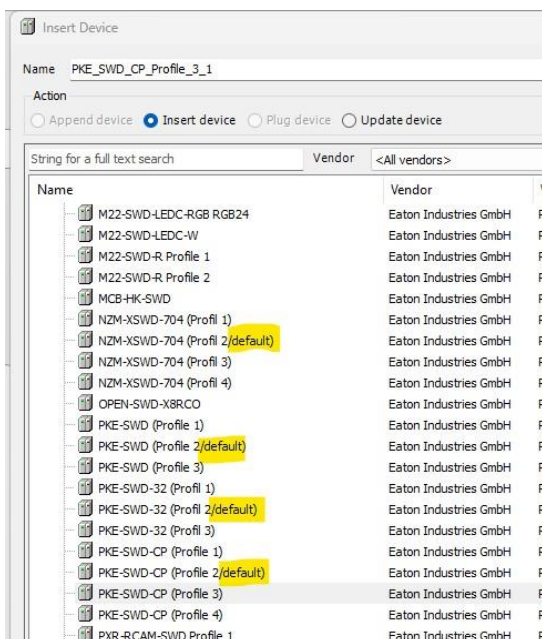 Insert Device
Name PKE_SWD_CP_Profile_3_1
Action
Append device Insert device Plug device Update device
String for a full text search Vendor <All vendors>
Name Vendor
M22-SWD-LEDC-RGB RGB24 Eaton Industries GmbH
M22-SWD-LEDC-W Eaton Industries GmbH
M22-SWD-R Profile 1 Eaton Industries GmbH
M22-SWD-R Profile 2 Eaton Industries GmbH
MCB-HK-SWD Eaton Industries GmbH
NZM-XSWD-704 (Profil 1) Eaton Industries GmbH
NZM-XSWD-704 (Profil 2/default) Eaton Industries GmbH
NZM-XSWD-704 (Profil 3) Eaton Industries GmbH
NZM-XSWD-704 (Profil 4) Eaton Industries GmbH
OPEN-SWD-X8RCO Eaton Industries GmbH
PKE-SWD (Profile 1) Eaton Industries GmbH
PKE-SWD (Profile 2/default) Eaton Industries GmbH
PKE-SWD (Profile 3) Eaton Industries GmbH
PKE-SWD-32 (Profil 1) Eaton Industries GmbH
PKE-SWD-32 (Profil 2/default) Eaton Industries GmbH
PKE-SWD-32 (Profil 3) Eaton Industries GmbH
PKE-SWD-CP (Profile 1) Eaton Industries GmbH
PKE-SWD-CP (Profile 2/default) Eaton Industries GmbH
PKE-SWD-CP (Profile 3) Eaton Industries GmbH
PKE-SWD-CP (Profile 4) Eaton Industries GmbH
PXR-RCAM-SWD Profile 1 Eaton Industries GmbH